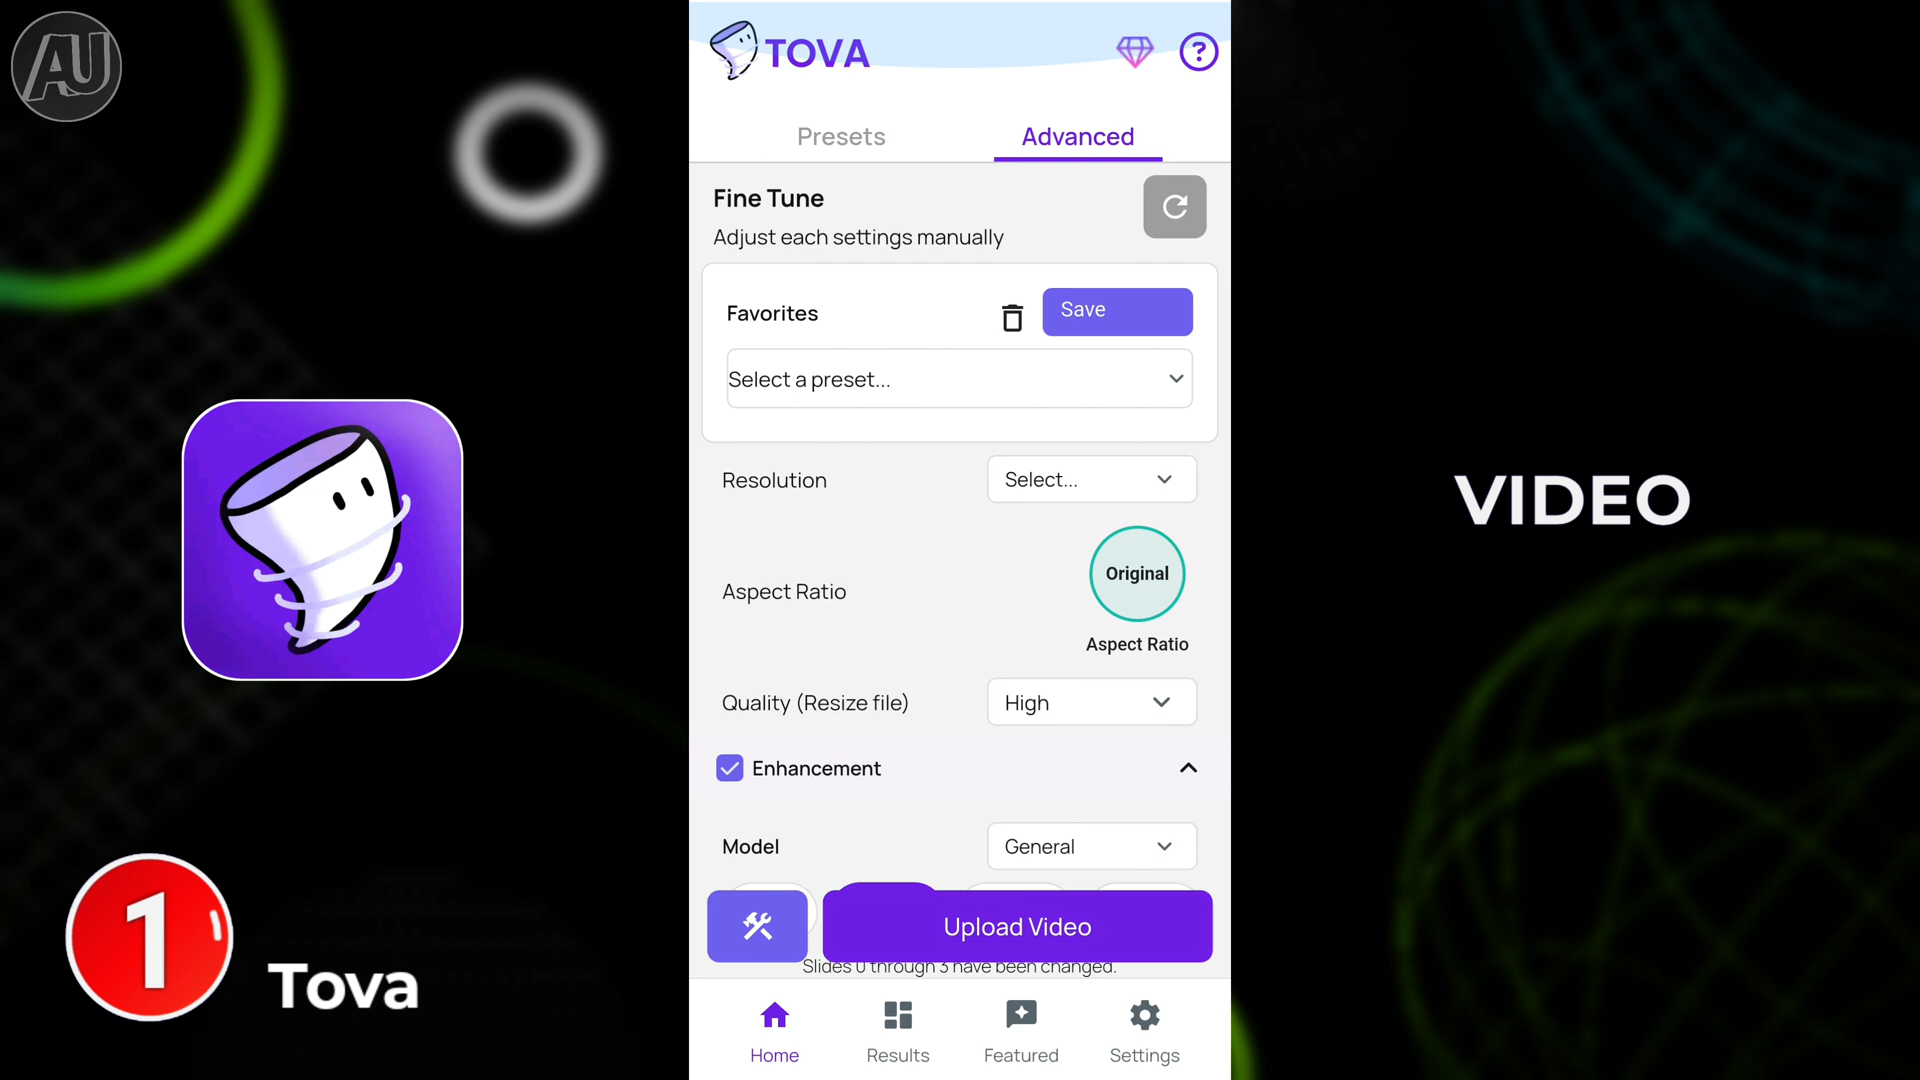 AU
TOVA
?
Presets
Advanced
Fine Tune
Adjust each settings manually
Favorites
Save
Select a preset...
Resolution
Select...
Original
Aspect Ratio
Aspect Ratio
Quality (Resize file)
High
Enhancement
Model
General
Upload Video
Slides 0 through 3 have been changed.
Home
Results
Featured
Settings
VIDEO
1
Tova